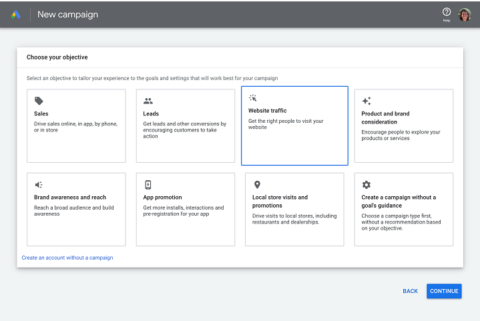 New campaign
Help
Choose your objective
Select an objective to tailor your experience to the goals and settings that will work best for your campaign
Sales
Drive sales online, in app, by phone,
or in store
Leads
Get leads and other conversions by
encouraging customers to take
action
Website traffic
Get the right people to visit your
website
Product and brand
consideration
Encourage people to explore your
products or services
Brand awareness and reach
Reach a broad audience and build
awareness
App promotion
Get more installs, interactions and
pre-registration for your app
Local store visits and
promotions
Drive visits to local stores, including
restaurants and dealerships.
Create a campaign without a
goal's guidance
Choose a campaign type first,
without a recommendation based
on your objective.
Create an account without a campaign
BACK
CONTINUE